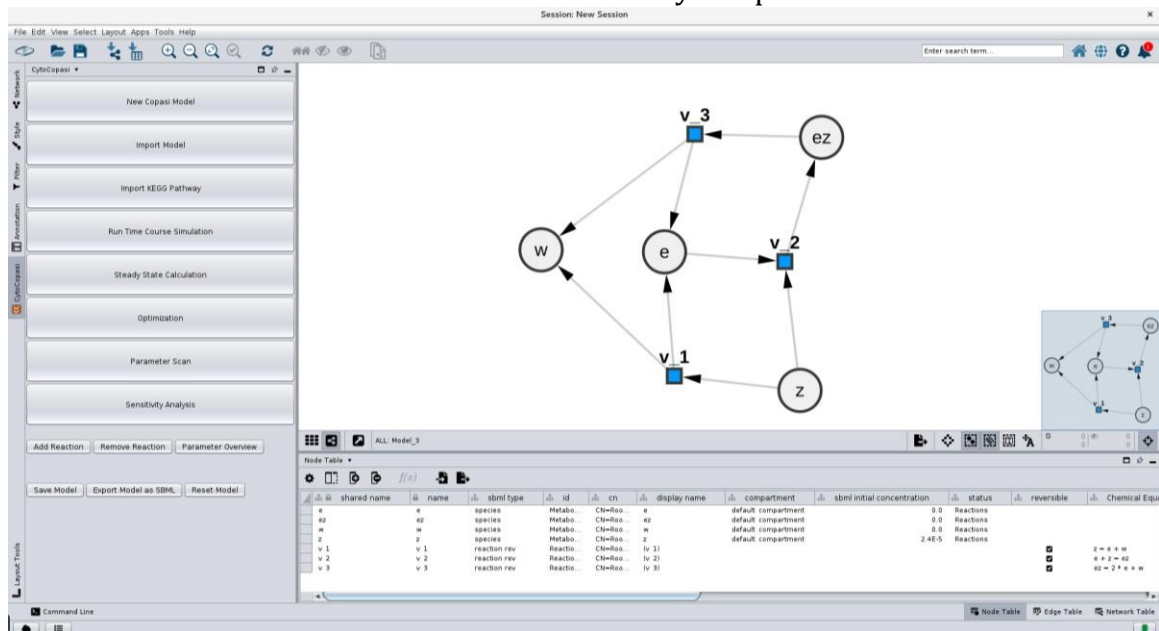 Session: New Session
File Edit View Select Layout Apps Tools Help
Enter search term...
CytoCopasi
Network
Style
Filter
Annotation
CytoCopasi
Layout Tools
New Copasi Model
Import Model
Import KEGG Pathway
Run Time Course Simulation
Steady State Calculation
Optimization
Parameter Scan
Sensitivity Analysis
Add Reaction Remove Reaction Parameter Overview
Save Model Export Model as SBML Reset Model
v_3
ez
w
e
v_2
v_1
z
v_3
ez
w
e
v_2
v_1
z
ALL: Model_3
Node Table
f(x)
shared name name sbml type id cn display name compartment sbml initial concentration status reversible Chemical Equa
e e species Metabo... CN=Roo... e default compartment 0.0 Reactions
ez ez species Metabo... CN=Roo... ez default compartment 0.0 Reactions
w w species Metabo... CN=Roo... w default compartment 0.0 Reactions
z z species Metabo... CN=Roo... z default compartment 2.4E-5 Reactions
v 1 v 1 reaction rev Reactio... CN=Roo... (v 1) z = e + w
v 2 v 2 reaction rev Reactio... CN=Roo... (v 2) e + z = ez
v 3 v 3 reaction rev Reactio... CN=Roo... (v 3) ez = 2 * e + w
Command Line
Node Table Edge Table Network Table